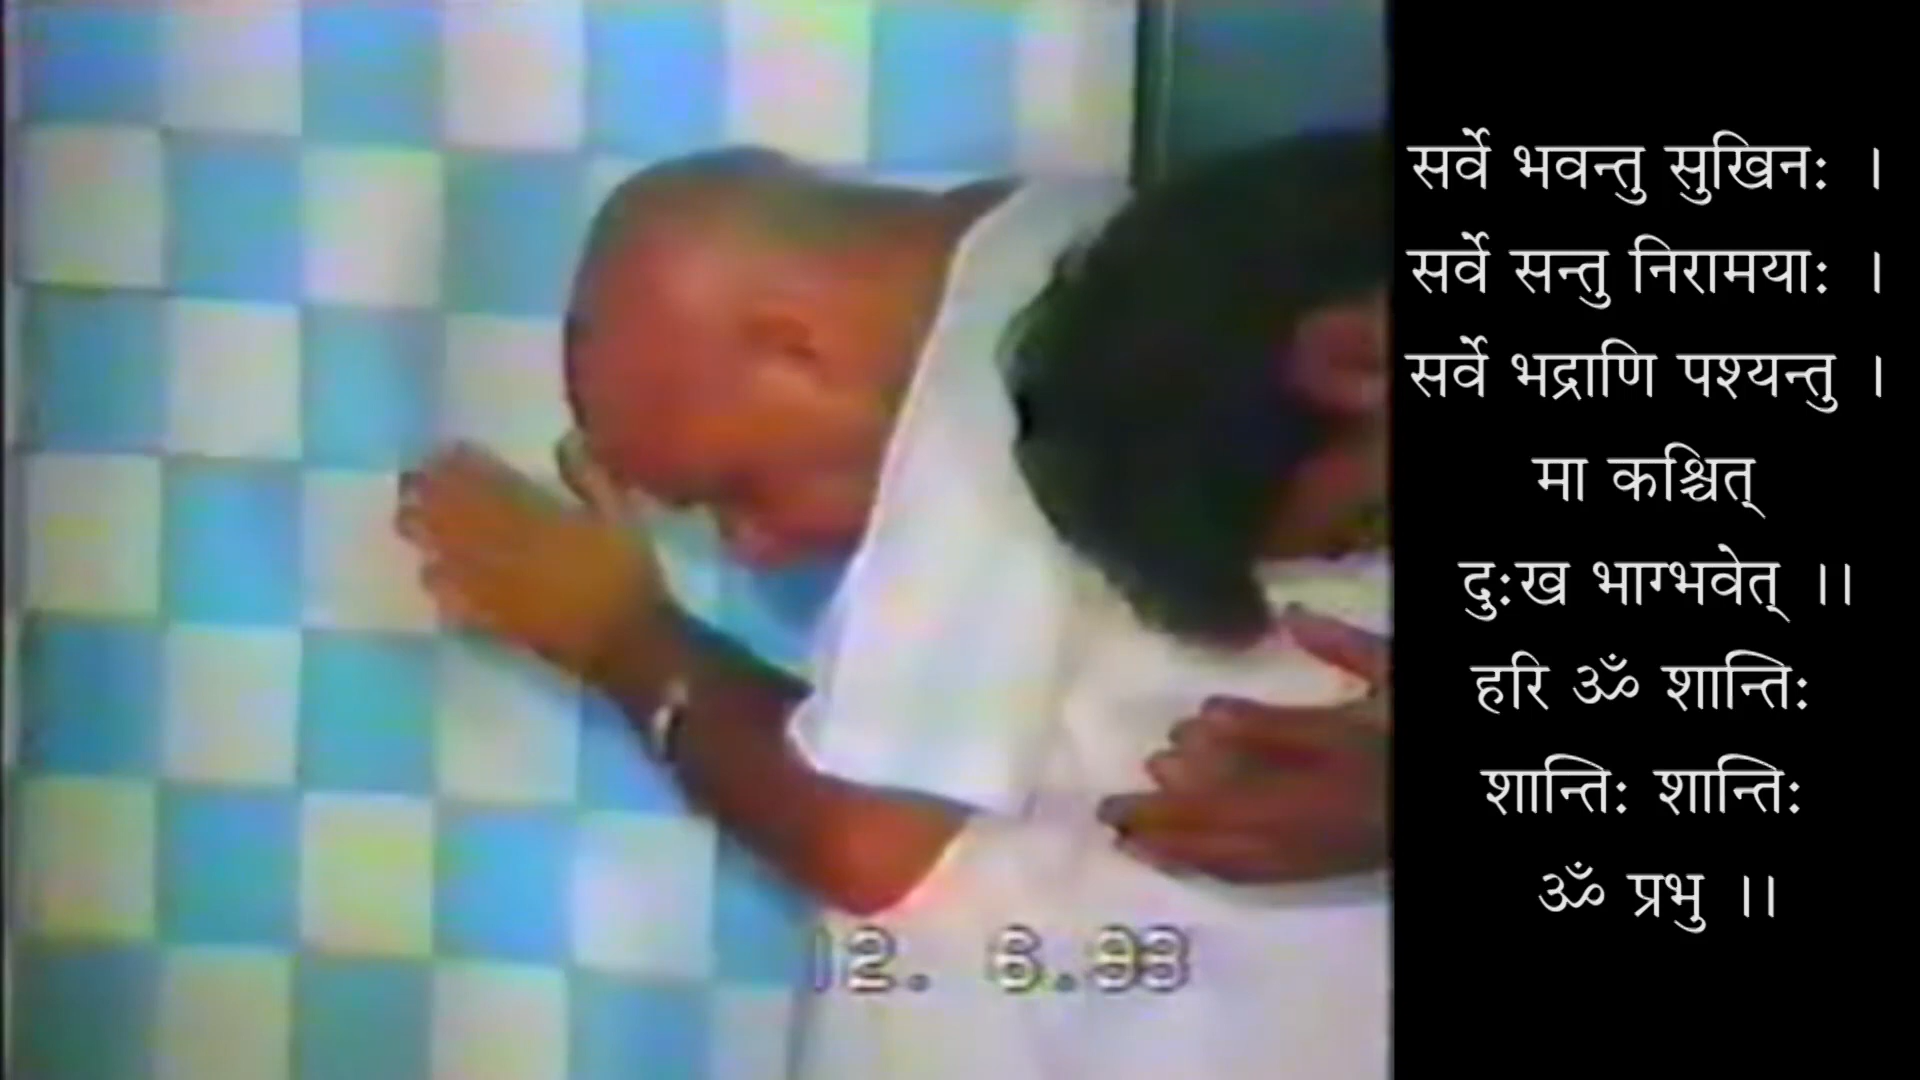 सर्वे भवन्तु सुखिनः ।
सर्वे सन्तु निरामयाः ।
सर्वे भद्राणि पश्यन्तु ।
मा कश्चित्
दुःख भाग्भवेत् ।।
हरि ॐ शान्तिः
शान्तिः शान्तिः
ॐ प्रभु ।।
12. 6.93